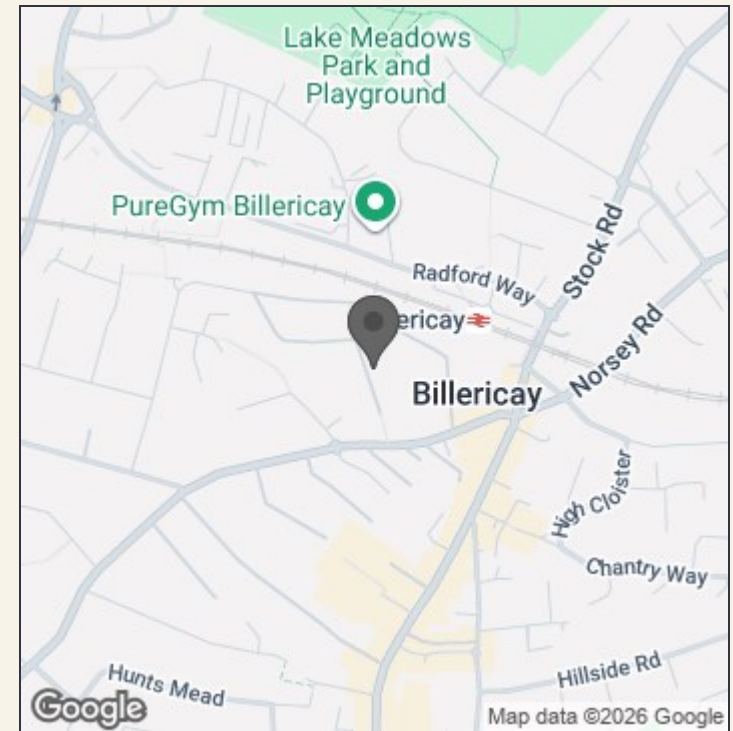 Lake Meadows
Park and
Playground
PureGym Billericay
Stock Rd
Radford Way
ericay
Norsey Rd
Billericay
High Cloister
Chantry Way
Hillside Rd
Hunts Mead
Google
Map data ©2026 Google